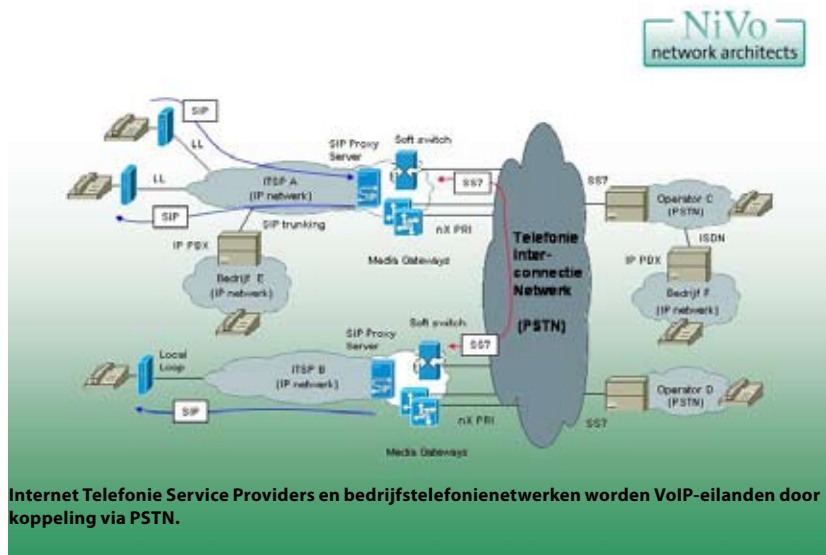 NiVo
network architects
SIP
LL
SIP Proxy
Server
Soft switch
LL
ITSP A
(IP netwerk)
SS7
SS7
Operator C
(PSTN)
SIP
SIP trunking
nX PRI
Telefonie
Inter-
connectie
Netwerk
(PSTN)
ISDN
IP PBX
Media Gateways
IP PBX
Bedrijf E
(IP netwerk)
Bedrijf F
(IP netwerk)
SIP Proxy
Server
Soft switch
SS7
Local
Loop
ITSP B
(IP netwerk)
Operator D
(PSTN)
SIP
nX PRI
SS7
Media Gateways
Internet Telefonie Service Providers en bedrijfstelefonienetwerken worden VoIP-eilanden door
koppeling via PSTN.